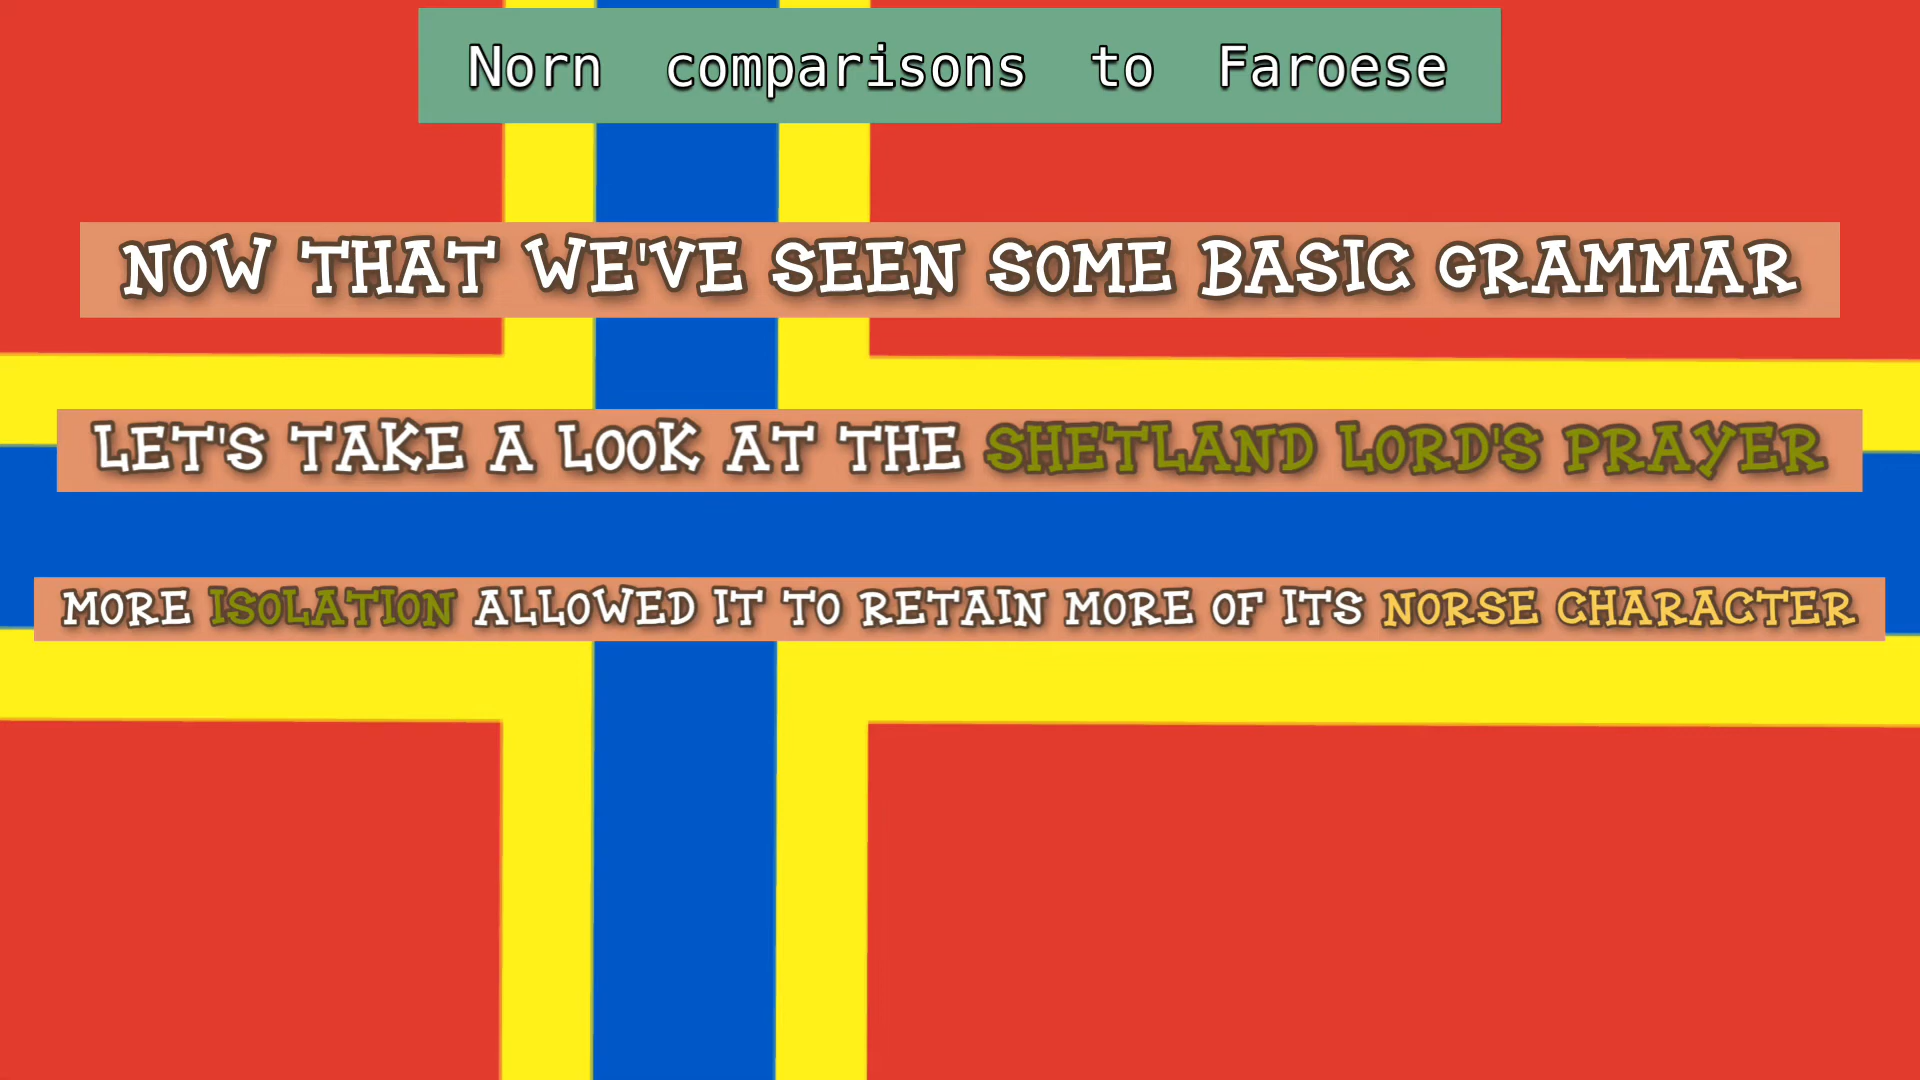 Norn comparisons to Faroese
NOW THAT WE'VE SEEN SOME BASIC GRAMMAR
LET'S TAKE A LOOK AT THE SHETLAND LORD'S PRAYER
MORE ISOLATION ALLOWED IT TO RETAIN MORE OF ITS NORSE CHARACTER